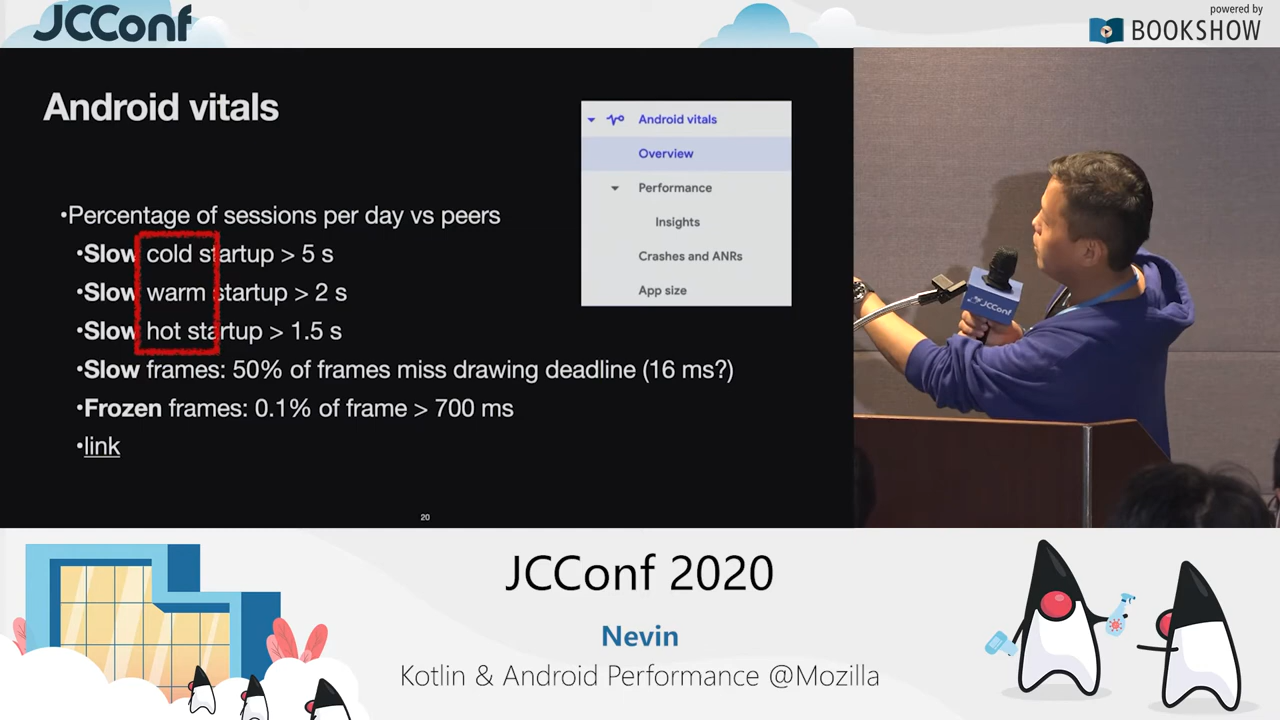 JCConf
powered by
BOOKSHOW
Android vitals
•Percentage of sessions per day vs peers
•Slow cold startup > 5 s
•Slow warm startup > 2 s
•Slow hot startup > 1.5 s
•Slow frames: 50% of frames miss drawing deadline (16 ms?)
•Frozen frames: 0.1% of frame > 700 ms
•link
20
Android vitals
Overview
Performance
Insights
Crashes and ANRs
App size
JCConf
JCConf 2020
Nevin
Kotlin & Android Performance @Mozilla